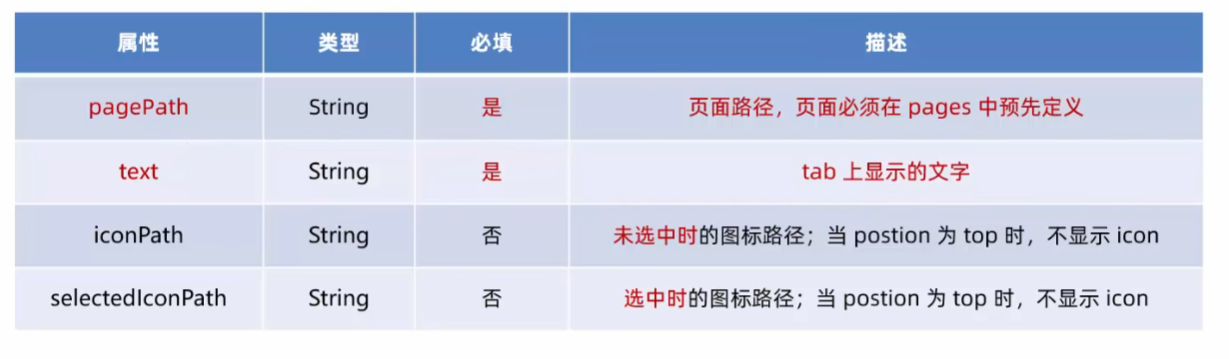 属性 类型 必填 描述
pagePath String 是 页面路径，页面必须在 pages 中预先定义
text String 是 tab 上显示的文字
iconPath String 否 未选中时的图标路径；当 postion 为 top 时，不显示 icon
selectedIconPath String 否 选中时的图标路径；当 postion 为 top 时，不显示 icon